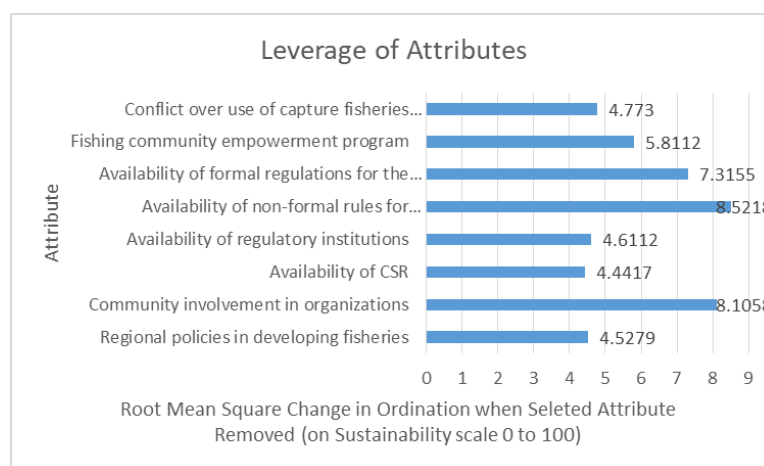 Leverage of Attributes
Attribute
Conflict over use of capture fisheries... 4.773
Fishing community empowerment program 5.8112
Availability of formal regulations for the... 7.3155
Availability of non-formal rules for... 8.5218
Availability of regulatory institutions 4.6112
Availability of CSR 4.4417
Community involvement in organizations 8.1058
Regional policies in developing fisheries 4.5279
0 1 2 3 4 5 6 7 8 9
Root Mean Square Change in Ordination when Seleted Attribute
Removed (on Sustainability scale 0 to 100)